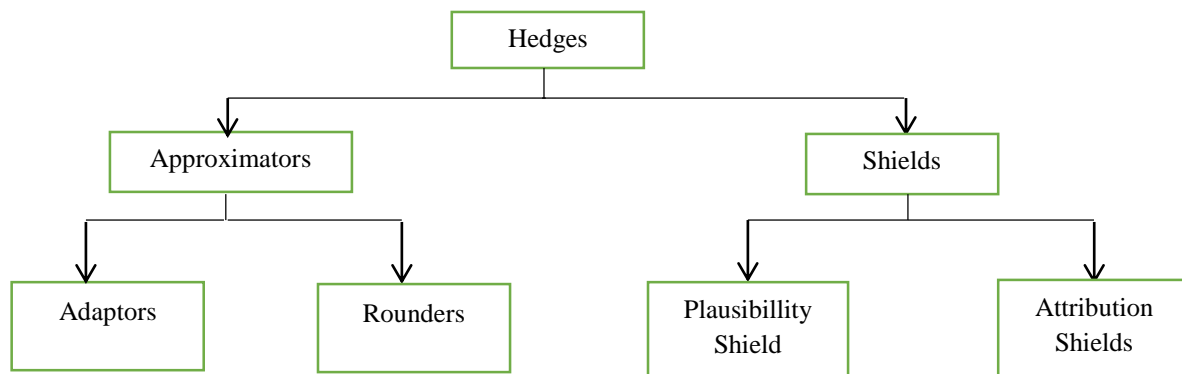 Hedges
Approximators
Shields
Adaptors
Rounders
Plausibillity
Shield
Attribution
Shields